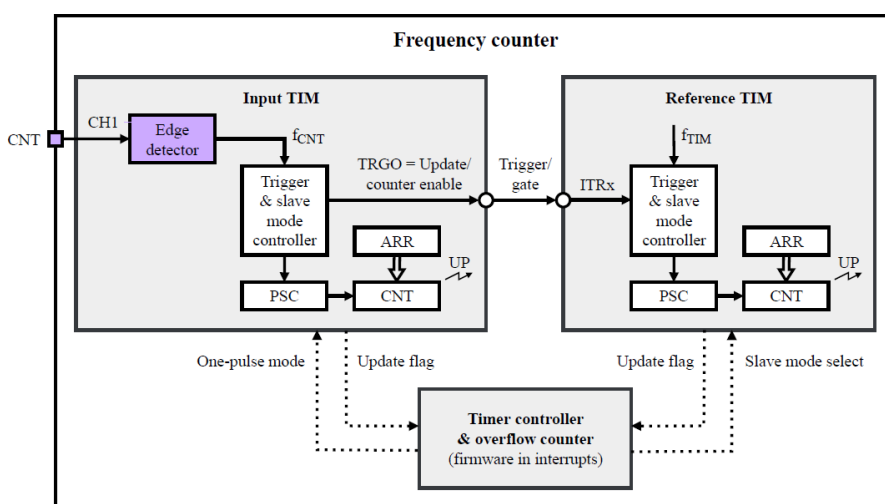 Frequency counter
Input TIM
Reference TIM
CNT
CH1
Edge
detector
fCNT
fTIM
TRGO = Update/
counter enable
Trigger/
gate
ITRx
Trigger
& slave
mode
controller
Trigger
& slave
mode
controller
ARR
UP
PSC
CNT
ARR
UP
PSC
CNT
One-pulse mode
Update flag
Update flag
Slave mode select
Timer controller
& overflow counter
(firmware in interrupts)